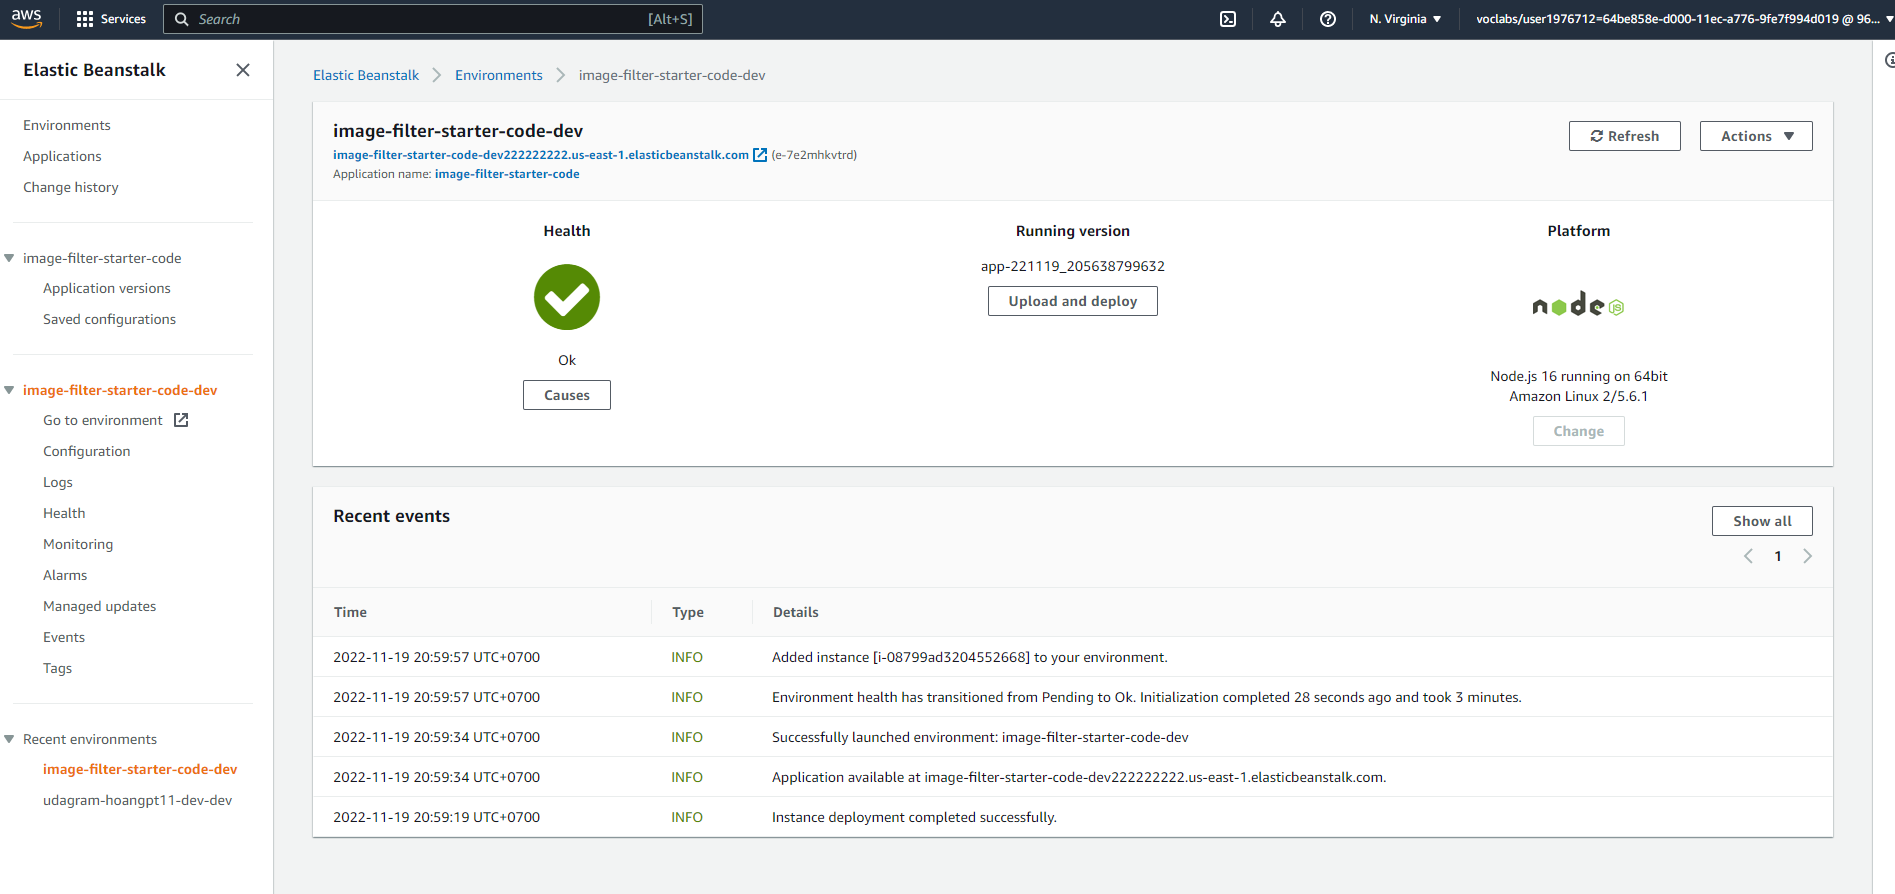 aws
Services
Search
[Alt+S]
N. Virginia
voclabs/user1976712=64be858e-d000-11ec-a776-9fe7f994d019 @ 96...
Elastic Beanstalk
Environments
Applications
Change history
image-filter-starter-code
Application versions
Saved configurations
image-filter-starter-code-dev
Go to environment
Configuration
Logs
Health
Monitoring
Alarms
Managed updates
Events
Tags
Recent environments
image-filter-starter-code-dev
udagram-hoangpt11-dev-dev
Elastic Beanstalk
Environments
image-filter-starter-code-dev
image-filter-starter-code-dev
image-filter-starter-code-dev222222222.us-east-1.elasticbeanstalk.com (e-7e2mhkvtrd)
Application name: image-filter-starter-code
Refresh
Actions
Health
Ok
Causes
Running version
app-221119_205638799632
Upload and deploy
Platform
node JS
Node.js 16 running on 64bit
Amazon Linux 2/5.6.1
Change
Recent events
Show all
1
Time Type Details
2022-11-19 20:59:57 UTC+0700 INFO Added instance [i-08799ad3204552668] to your environment.
2022-11-19 20:59:57 UTC+0700 INFO Environment health has transitioned from Pending to Ok. Initialization completed 28 seconds ago and took 3 minutes.
2022-11-19 20:59:34 UTC+0700 INFO Successfully launched environment: image-filter-starter-code-dev
2022-11-19 20:59:34 UTC+0700 INFO Application available at image-filter-starter-code-dev222222222.us-east-1.elasticbeanstalk.com.
2022-11-19 20:59:19 UTC+0700 INFO Instance deployment completed successfully.